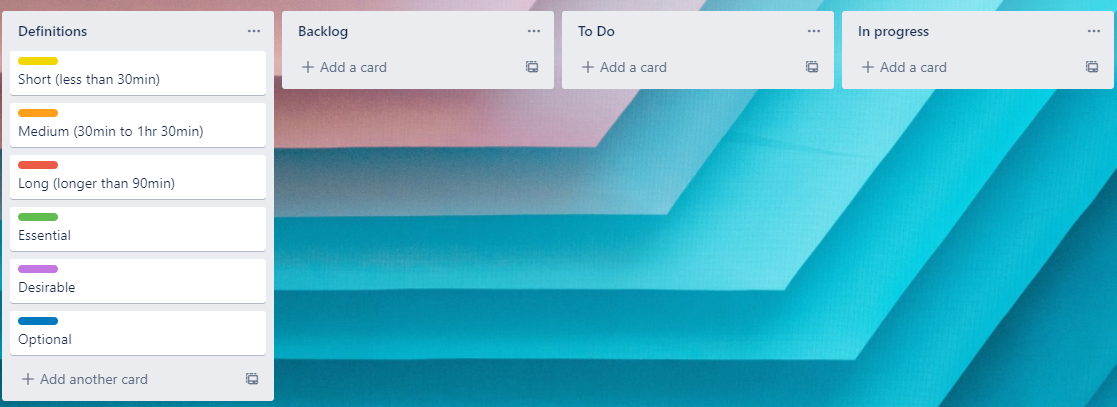 Definitions
Short (less than 30min)
Medium (30min to 1hr 30min)
Long (longer than 90min)
Essential
Desirable
Optional
Add another card
Backlog
Add a card
To Do
Add a card
In progress
Add a card